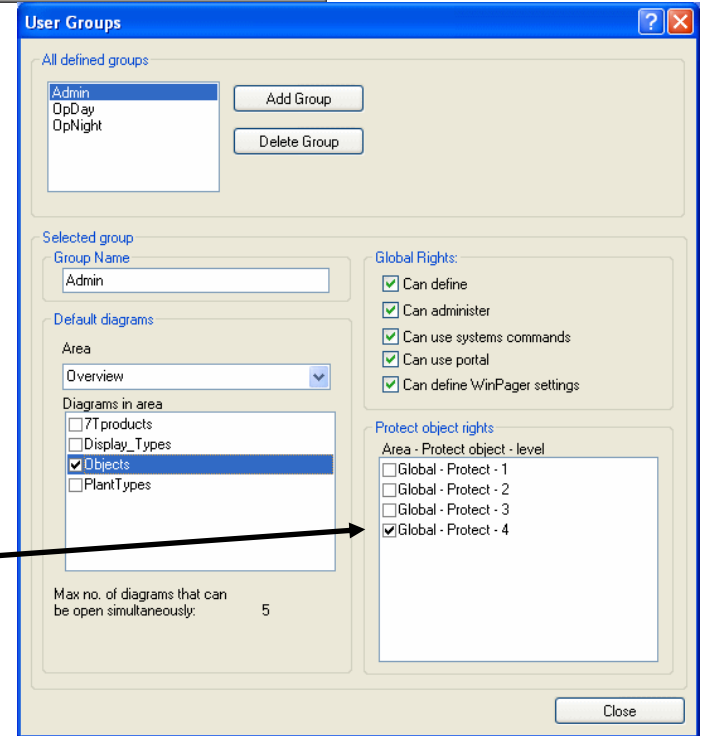 User Groups
All defined groups
Admin
OpDay
OpNight
Add Group
Delete Group
Selected group
Group Name
Admin
Default diagrams
Area
Overview
Diagrams in area
7Tproducts
Display_Types
Objects
PlantTypes
Max no. of diagrams that can
be open simultaneously: 5
Global Rights:
Can define
Can administer
Can use systems commands
Can use portal
Can define WinPager settings
Protect object rights
Area - Protect object - level
Global - Protect - 1
Global - Protect - 2
Global - Protect - 3
Global - Protect - 4
Close